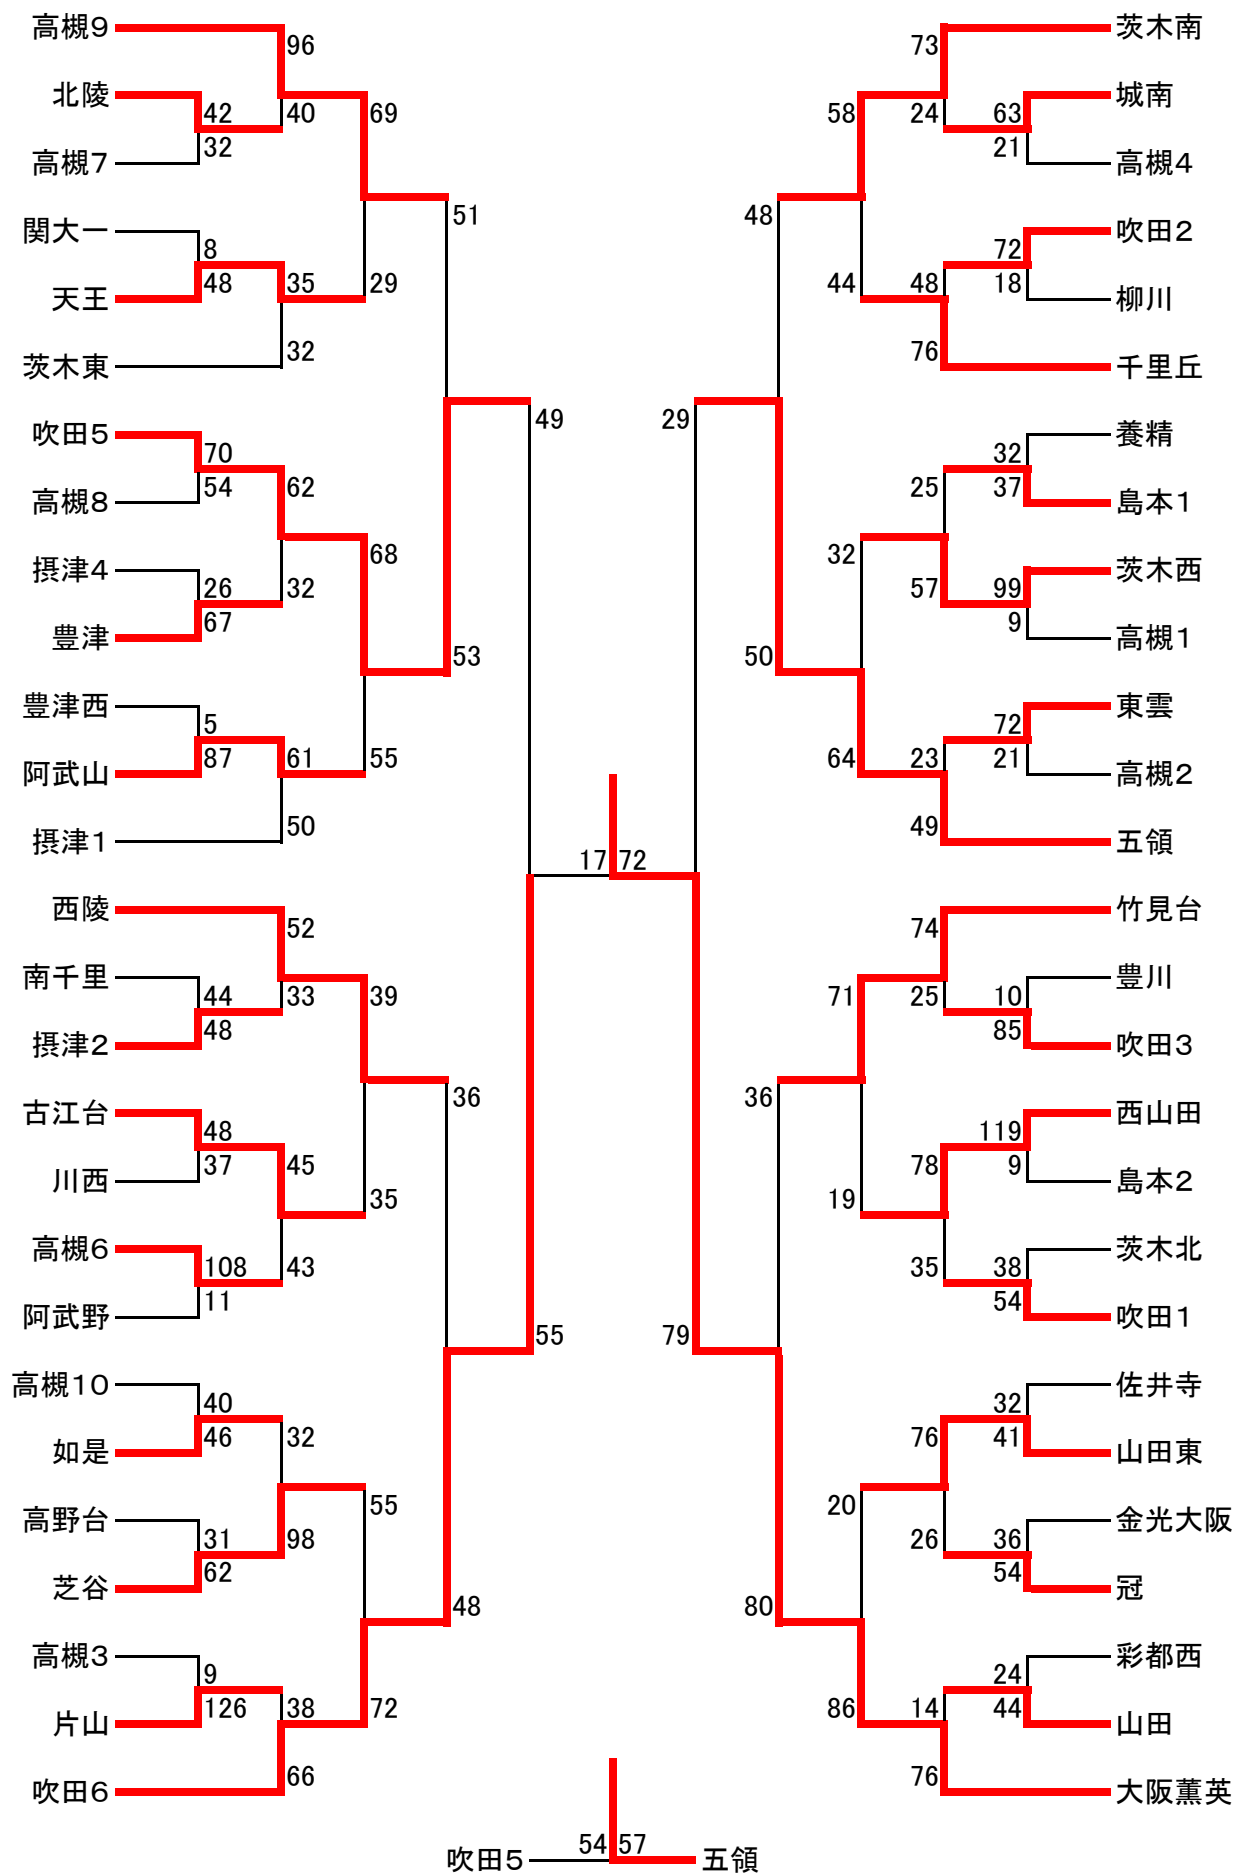 高槻9 96 73 茨木南
北陵 42 40 69 58 24 63 城南
高槻7 32 21 高槻4
51 48
関大一 8 72 吹田2
天王 48 35 29 44 48 18 柳川
茨木東 32 76 千里丘
49 29
吹田5 70 32 養精
高槻8 54 62 25 37 島本1
68 32
摂津4 26 32 57 99 茨木西
豊津 67 9 高槻1
53 50
豊津西 5 72 東雲
阿武山 87 61 55 64 23 21 高槻2
摂津1 50 49 五領
17 72
西陵 52 74 竹見台
南千里 44 33 39 71 25 10 豊川
摂津2 48 85 吹田3
36 36
古江台 48 119 西山田
川西 37 45 78 9 島本2
35 19
高槻6 108 43 35 38 茨木北
阿武野 11 54 吹田1
55 79
高槻10 40 32 佐井寺
如是 46 32 76 41 山田東
55 20
高野台 31 98 26 36 金光大阪
芝谷 62 54 冠
48 80
高槻3 9 24 彩都西
片山 126 38 72 86 14 44 山田
吹田6 66 76 大阪薫英
吹田5 54 57 五領